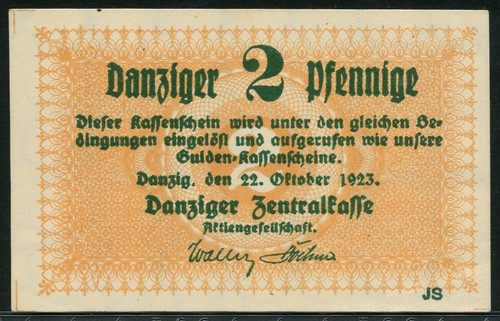 Danziger 2 Pfennige
Dieser Kassenschein wird unter den gleichen Be-
dingungen eingelöst und aufgerufen wie unsere
Gulden-Kassenscheine.
Danzig, den 22. Oktober 1923.
Danziger Zentralkasse
Aktiengesellschaft.
JS